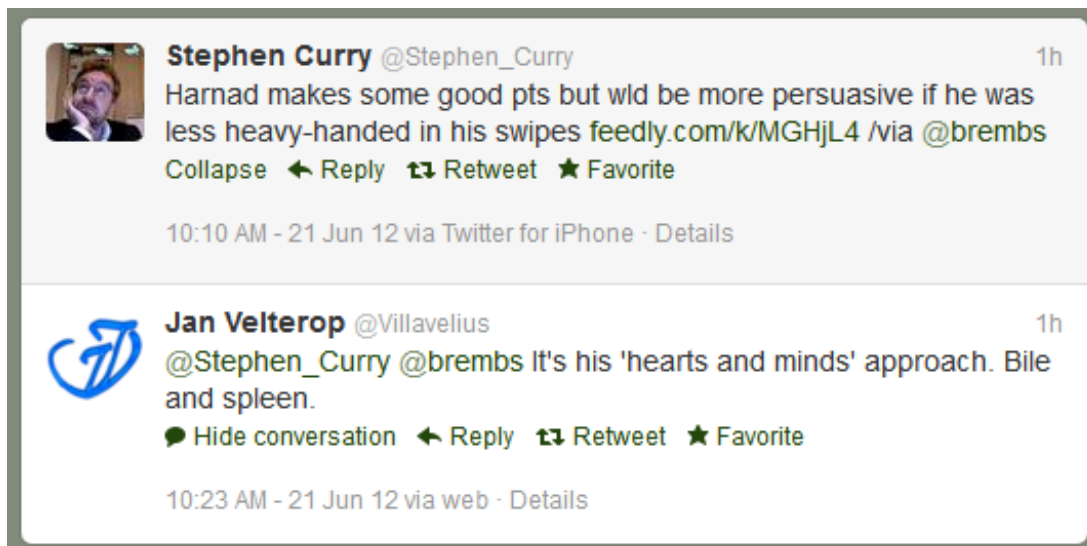 Stephen Curry @Stephen_Curry 1h
Harnad makes some good pts but wld be more persuasive if he was
less heavy-handed in his swipes feedly.com/k/MGHjL4 /via @brembs
Collapse Reply Retweet Favorite
10:10 AM - 21 Jun 12 via Twitter for iPhone · Details
Jan Velterop @Villavelius 1h
@Stephen_Curry @brembs It's his 'hearts and minds' approach. Bile
and spleen.
Hide conversation Reply Retweet Favorite
10:23 AM - 21 Jun 12 via web · Details